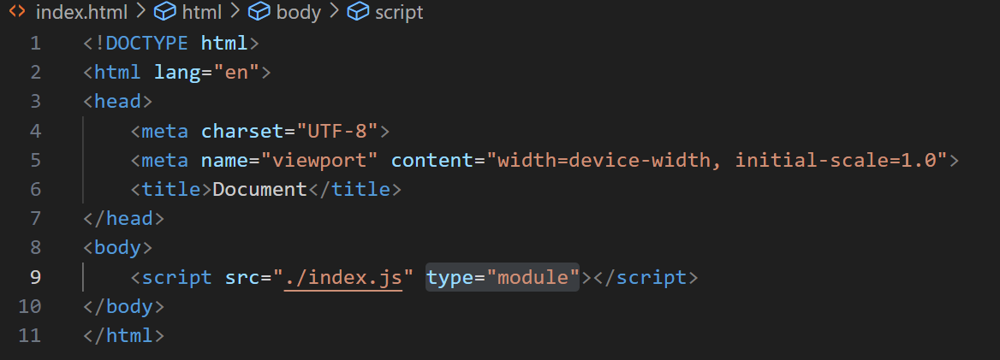 index.html > html > body > script
1 <!DOCTYPE html>
2 <html lang="en">
3 <head>
4     <meta charset="UTF-8">
5     <meta name="viewport" content="width=device-width, initial-scale=1.0">
6     <title>Document</title>
7 </head>
8 <body>
9     <script src="./index.js" type="module"></script>
10 </body>
11 </html>